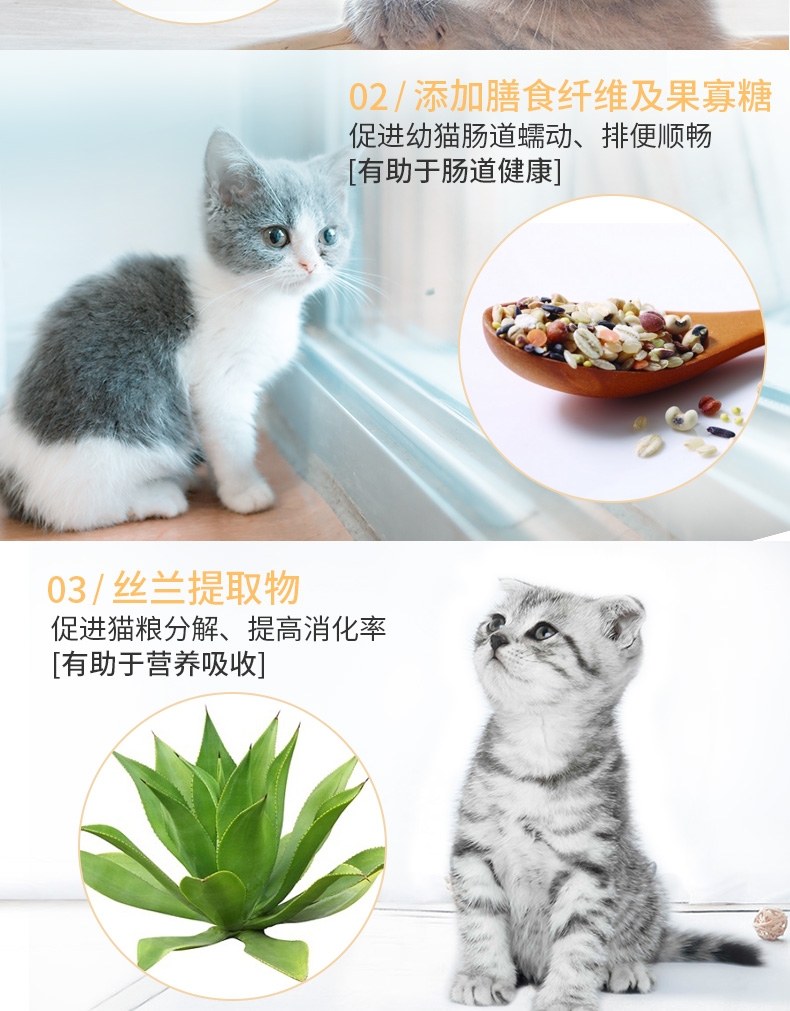 02/添加膳食纤维及果寡糖
促进幼猫肠道蠕动、排便顺畅
[有助于肠道健康]
03/丝兰提取物
促进猫粮分解、提高消化率
[有助于营养吸收]